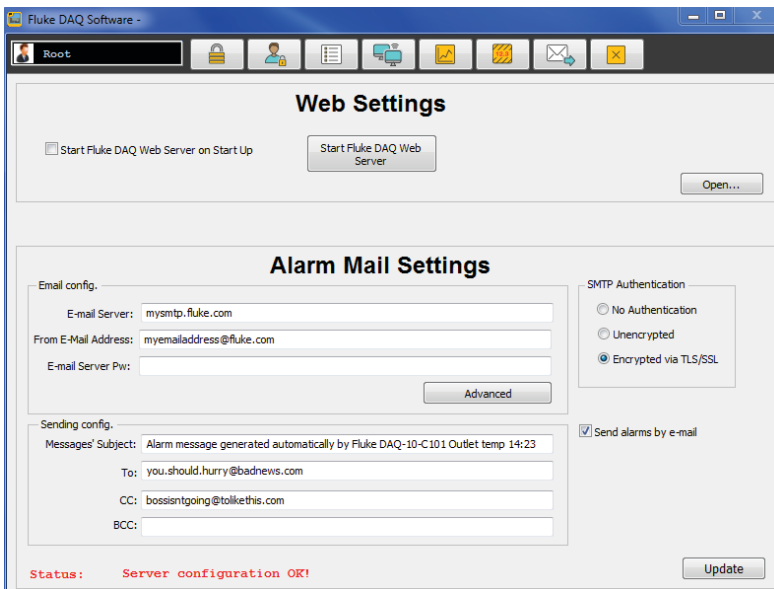 Fluke DAQ Software -
Root
Web Settings
Start Fluke DAQ Web Server on Start Up
Start Fluke DAQ Web
Server
Open...
Alarm Mail Settings
Email config.
E-mail Server: mysmtp.fluke.com
From E-Mail Address: myemailaddress@fluke.com
E-mail Server Pw:
Advanced
SMTP Authentication
No Authentication
Unencrypted
Encrypted via TLS/SSL
Sending config.
Messages' Subject: Alarm message generated automatically by Fluke DAQ-10-C101 Outlet temp 14:23
To: you.should.hurry@badnews.com
CC: bossisntgoing@tolikethis.com
BCC:
Send alarms by e-mail
Status: Server configuration OK!
Update